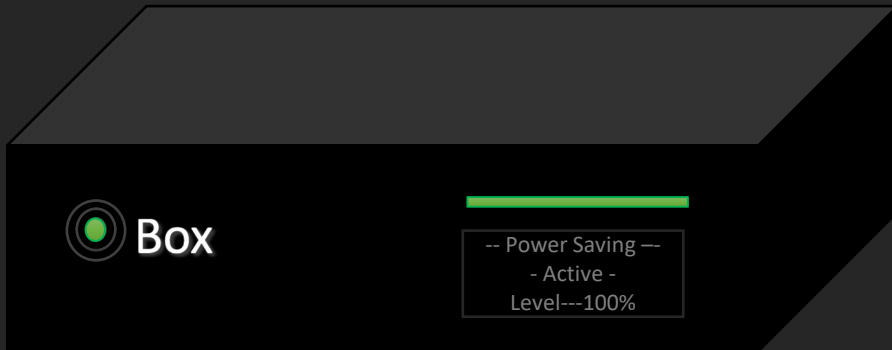 Box
-- Power Saving –-
- Active -
Level---100%